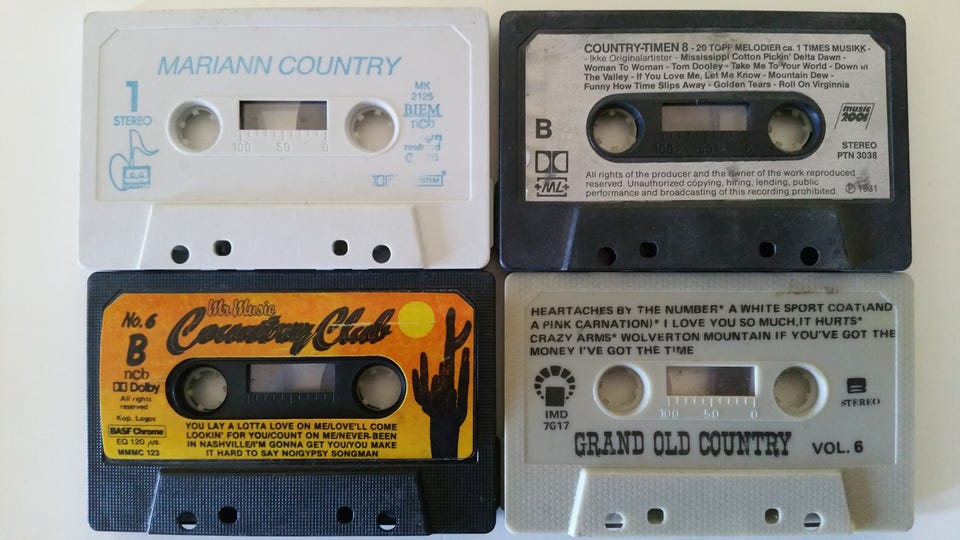 MARIANN COUNTRY
1
STEREO
MK
2125
BIEM
ncb
100 50 0
COUNTRY-TIMEN 8 - 20 TOPP MELODIER ca. 1 TIMES MUSIKK -
- Ikke Originalartister - Mississippi Cotton Pickin' Delta Dawn -
Woman To Woman - Tom Dooley - Take Me To Your World - Down in
The Valley - If You Love Me, Let Me Know - Mountain Dew -
Funny How Time Slips Away - Golden Tears - Roll On Virginnia
B
music
2001
STEREO
PTN 3038
100 50 0
All rights of the producer and the owner of the work reproduced
reserved. Unauthorized copying, hiring, lending, public
performance and broadcasting of this recording prohibited. Ⓟ 1981
No. 6
Mr Music
Country Club
B
ncb
Dolby
All rights
reserved
Kop. Logos
BASF Chrome
EQ 120 µs
MMMC 123
YOU LAY A LOTTA LOVE ON ME/LOVE'LL COME
LOOKIN' FOR YOU/COUNT ON ME/NEVER-BEEN
IN NASHVILLE/I'M GONNA GET YOU/YOU MAKE
IT HARD TO SAY NO/GYPSY SONGMAN
HEARTACHES BY THE NUMBER* A WHITE SPORT COAT(AND
A PINK CARNATION)* I LOVE YOU SO MUCH,IT HURTS*
CRAZY ARMS* WOLVERTON MOUNTAIN IF YOU'VE GOT THE
MONEY I'VE GOT THE TIME
IMD
7617
STEREO
100 50 0
GRAND OLD COUNTRY VOL. 6